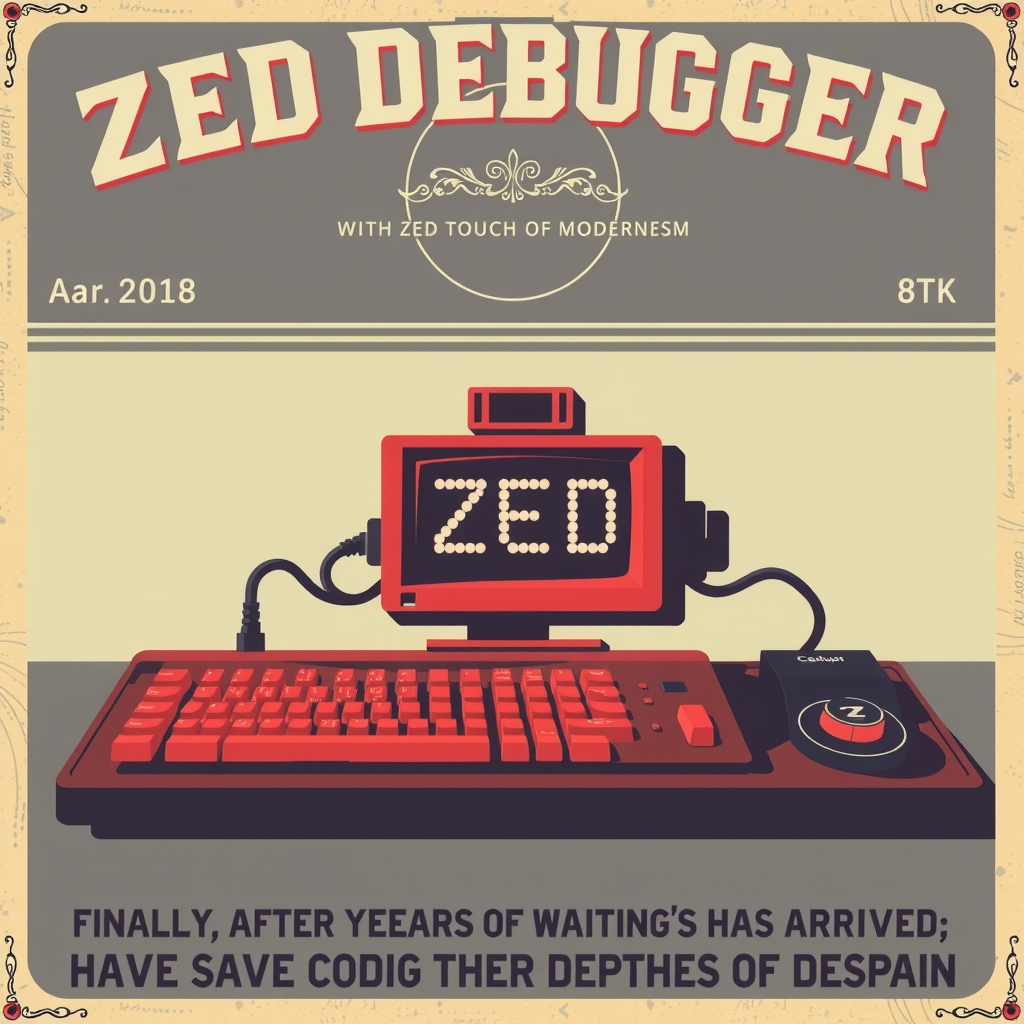 ZED DEBUGGER
WITH ZED TOUCH OF MODERNESM
Aar. 2018
8TK
ZED
Z
FINALLY, AFTER YEEARS OF WAITING'S HAS ARRIVED;
HAVE SAVE CODIG THER DEPTHES OF DESPAIN